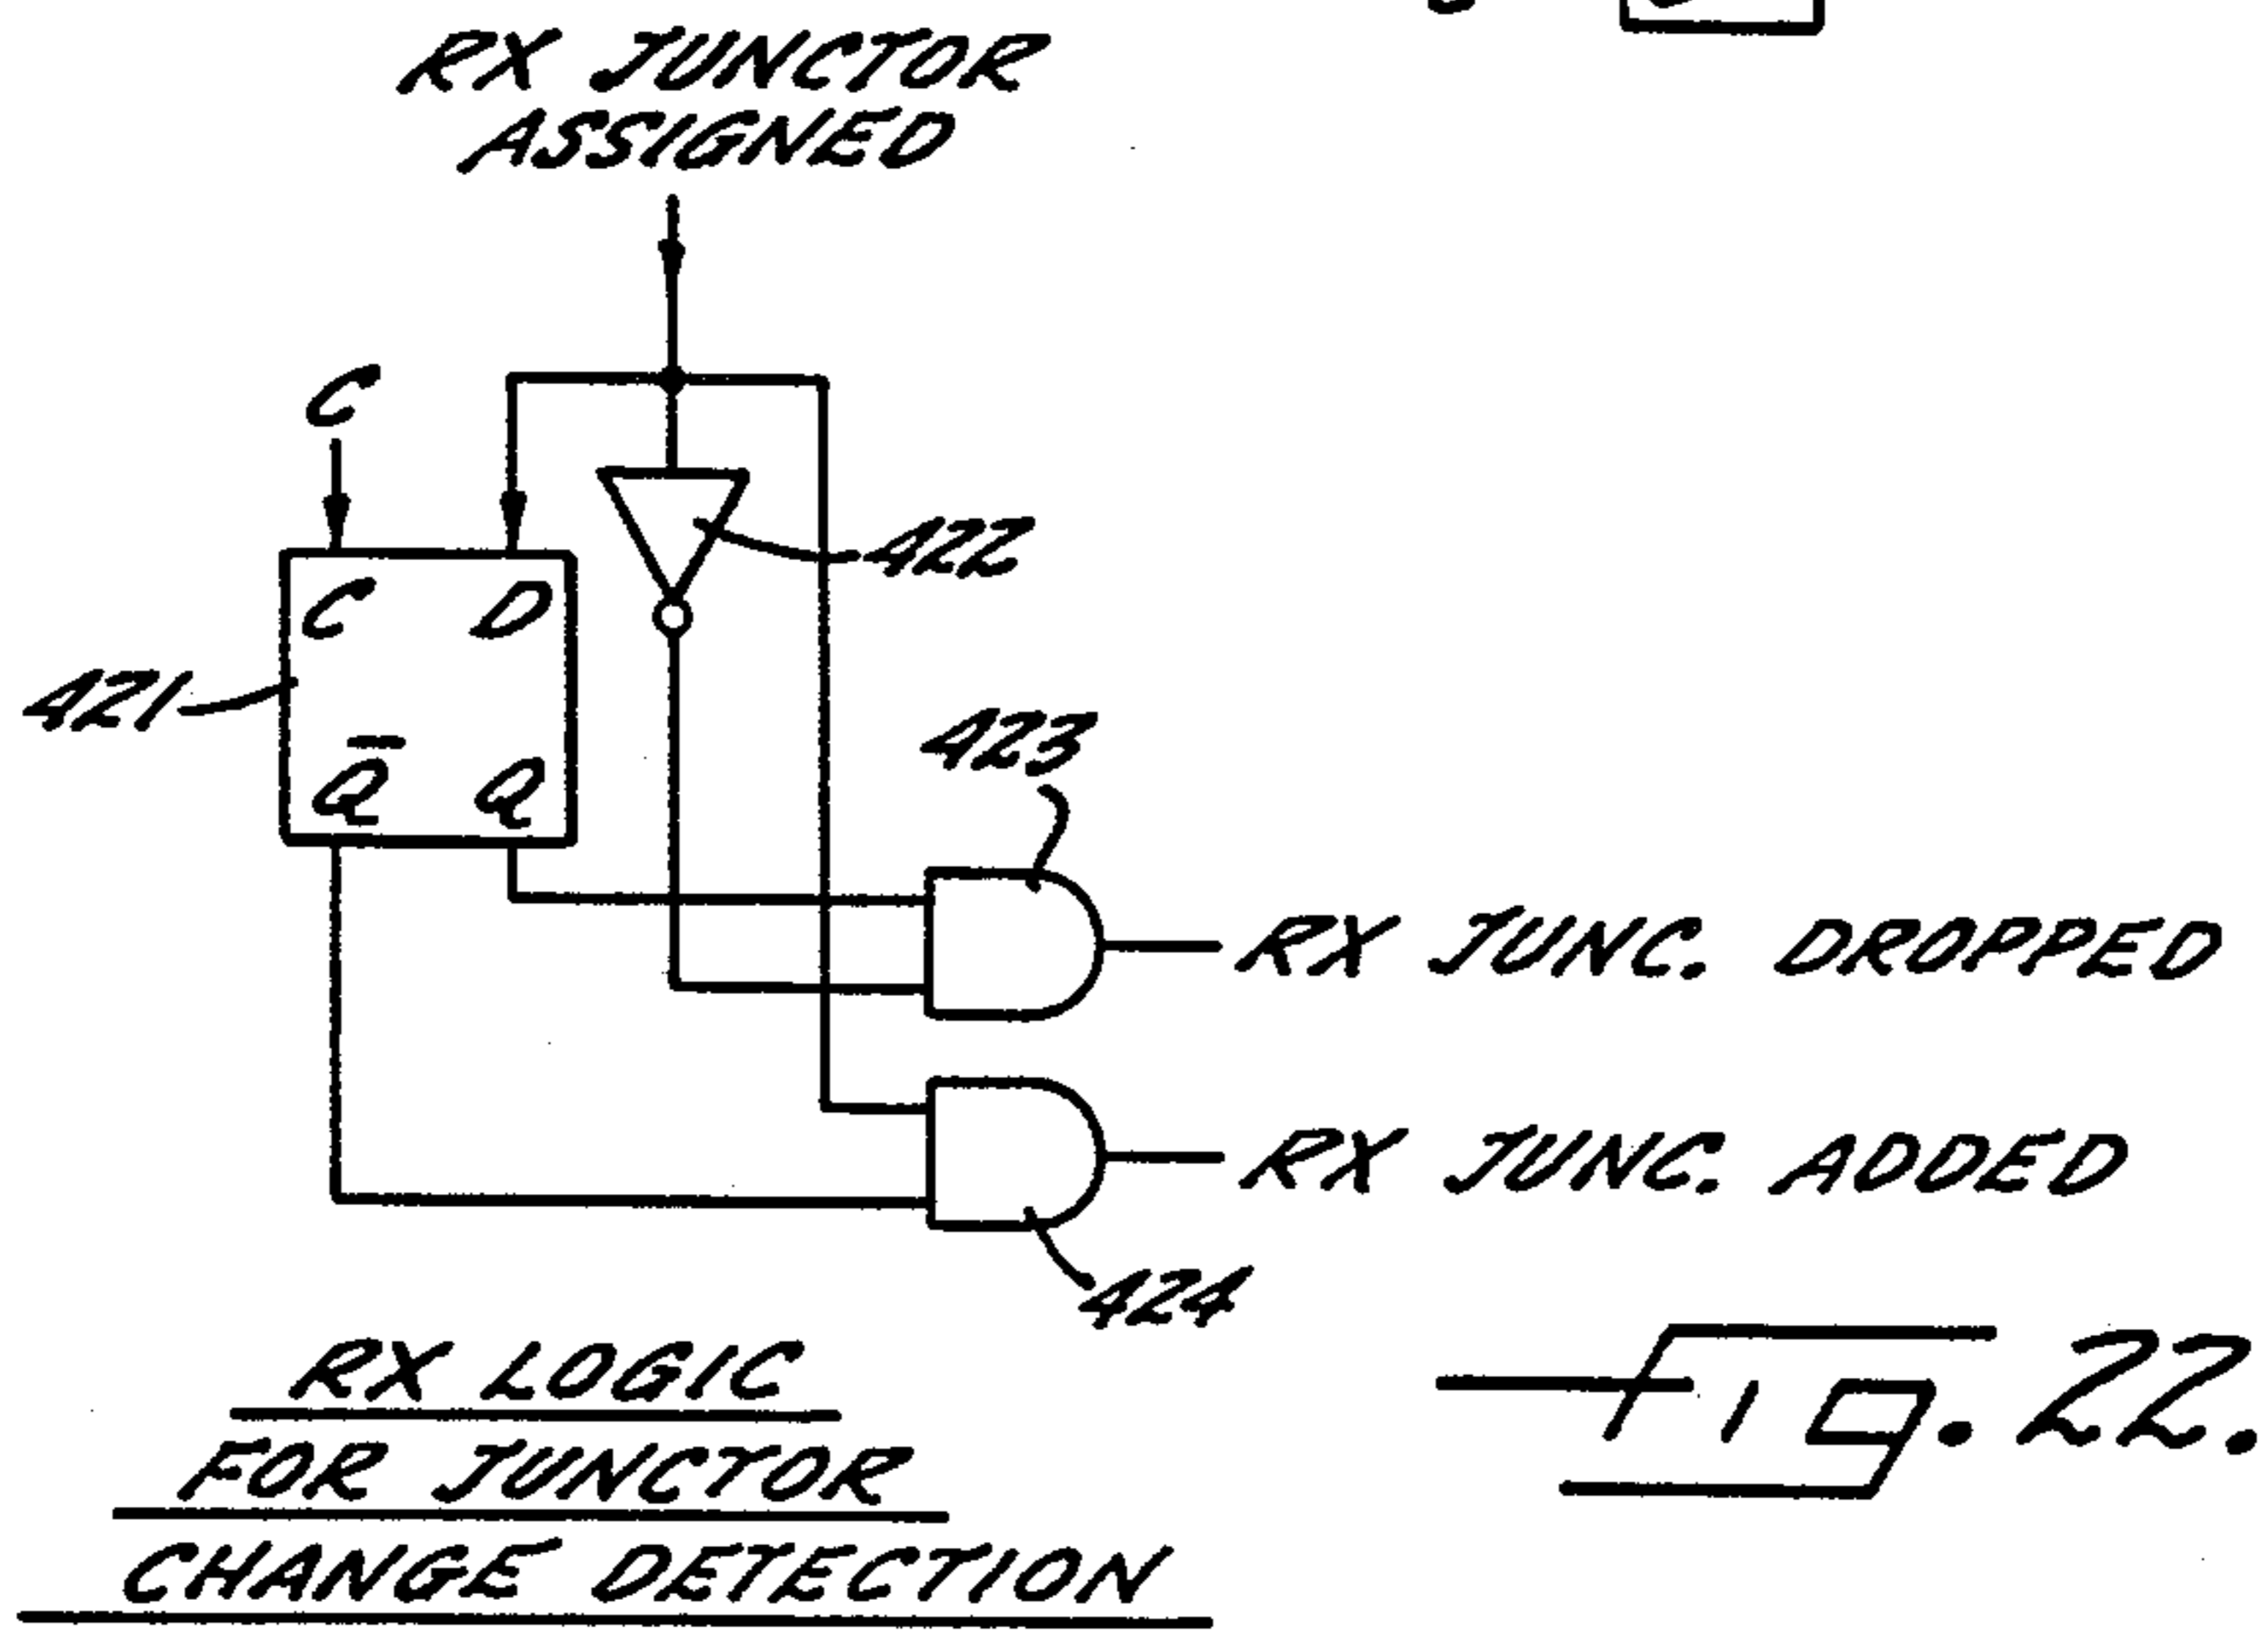 RX JUNCTOR
ASSIGNED
C
422
C D
421
Q̅ Q
423
RX JUNC. DROPPED
RX JUNC. ADDED
424
RX LOGIC
FOR JUNCTOR
CHANGE DETECTION
Fig. 22.